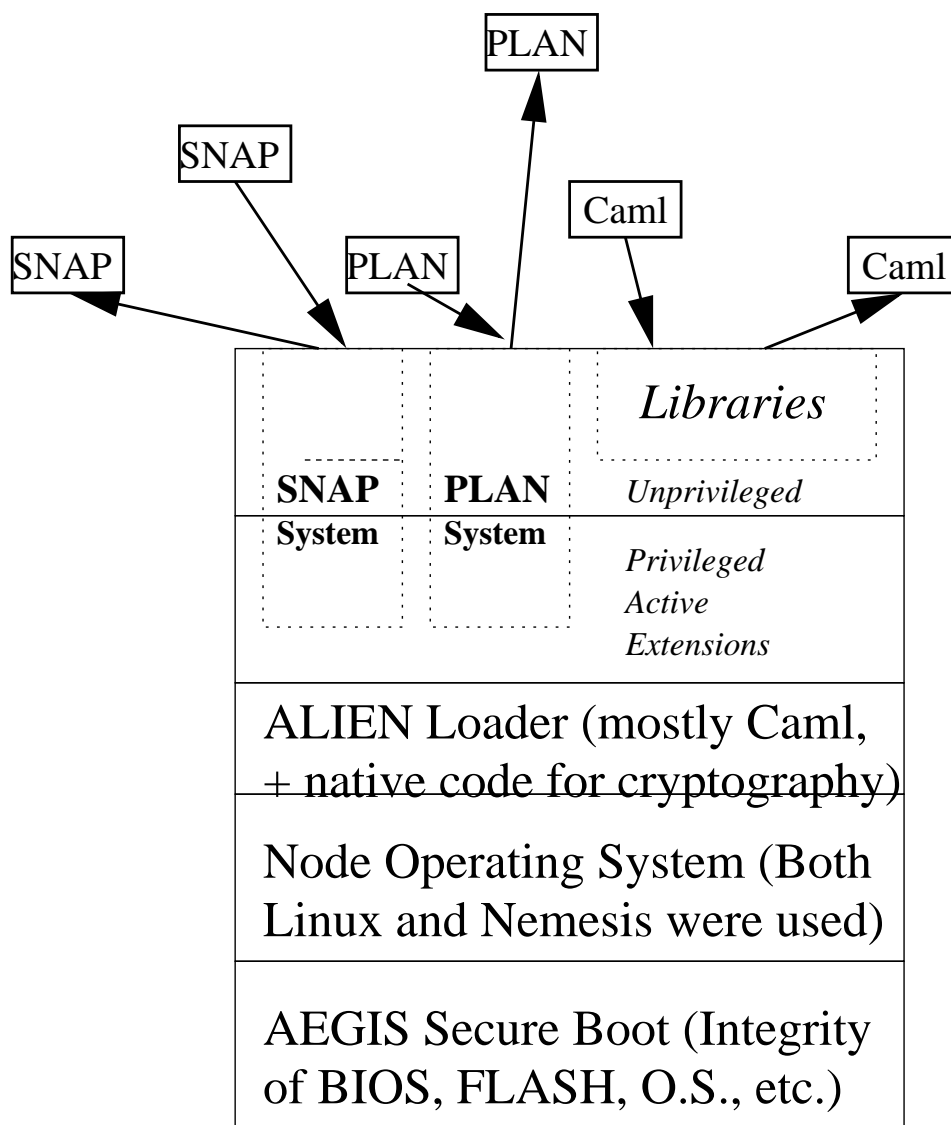 PLAN
SNAP
Caml
SNAP
PLAN
Caml
Libraries
SNAP
System
PLAN
System
Unprivileged
Privileged
Active
Extensions
ALIEN Loader (mostly Caml,
+ native code for cryptography)
Node Operating System (Both
Linux and Nemesis were used)
AEGIS Secure Boot (Integrity
of BIOS, FLASH, O.S., etc.)